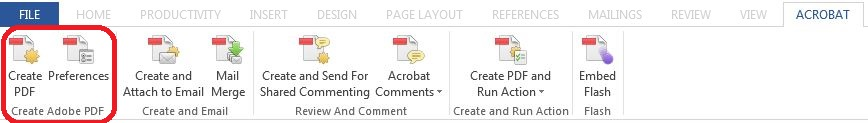 FILE HOME PRODUCTIVITY INSERT DESIGN PAGE LAYOUT REFERENCES MAILINGS REVIEW VIEW ACROBAT
Create PDF Preferences Create and Attach to Email Mail Merge Create and Send For Shared Commenting Acrobat Comments Create PDF and Run Action Embed Flash
Create Adobe PDF Create and Email Review And Comment Create and Run Action Flash